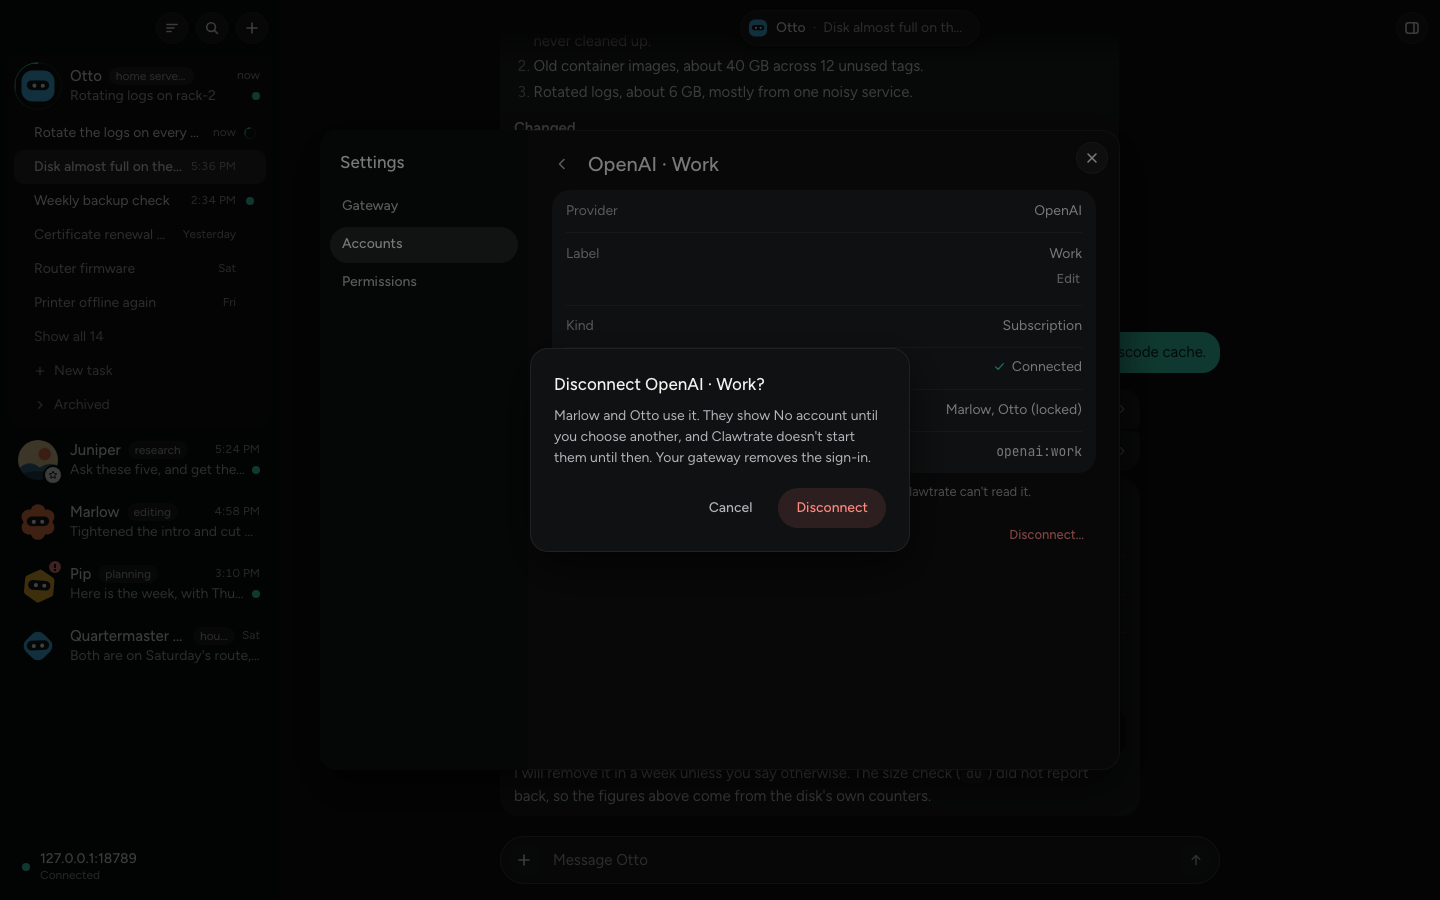 Otto · Disk almost full on th...
Otto home serve... now
Rotating logs on rack-2
Rotate the logs on every ... now
Disk almost full on the... 5:36 PM
Weekly backup check 2:34 PM
Certificate renewal ... Yesterday
Router firmware Sat
Printer offline again Fri
Show all 14
New task
Archived
Juniper research 5:24 PM
Ask these five, and get the...
Marlow editing 4:58 PM
Tightened the intro and cut ...
Pip planning 3:10 PM
Here is the week, with Thu...
Quartermaster ... hou... Sat
Both are on Saturday's route,...
127.0.0.1:18789
Connected
never cleaned up.
2. Old container images, about 40 GB across 12 unused tags.
3. Rotated logs, about 6 GB, mostly from one noisy service.
Changed
Settings
Gateway
Accounts
Permissions
OpenAI · Work
Provider OpenAI
Label Work
Edit
Kind Subscription
Connected
Marlow, Otto (locked)
openai:work
lawtrate can't read it.
Disconnect...
Disconnect OpenAI · Work?
Marlow and Otto use it. They show No account until
you choose another, and Clawtrate doesn't start
them until then. Your gateway removes the sign-in.
Cancel Disconnect
scode cache.
I will remove it in a week unless you say otherwise. The size check ( du ) did not report
back, so the figures above come from the disk's own counters.
Message Otto